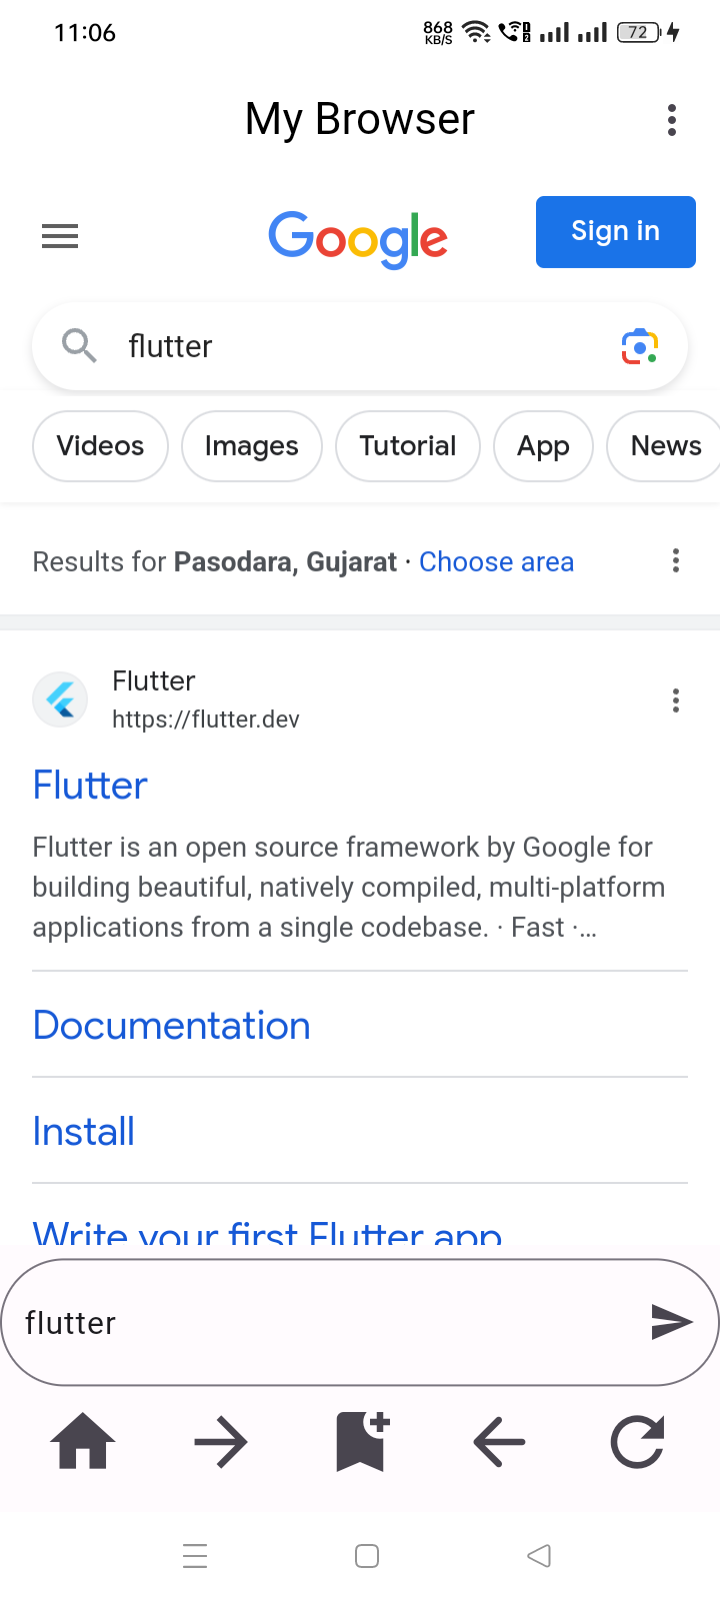 11:06
868
KB/S
1
2
72
My Browser
Google
Sign in
flutter
Videos
Images
Tutorial
App
News
Results for Pasodara, Gujarat · Choose area
Flutter
https://flutter.dev
Flutter
Flutter is an open source framework by Google for
building beautiful, natively compiled, multi-platform
applications from a single codebase. · Fast ·...
Documentation
Install
Write your first Flutter app
flutter